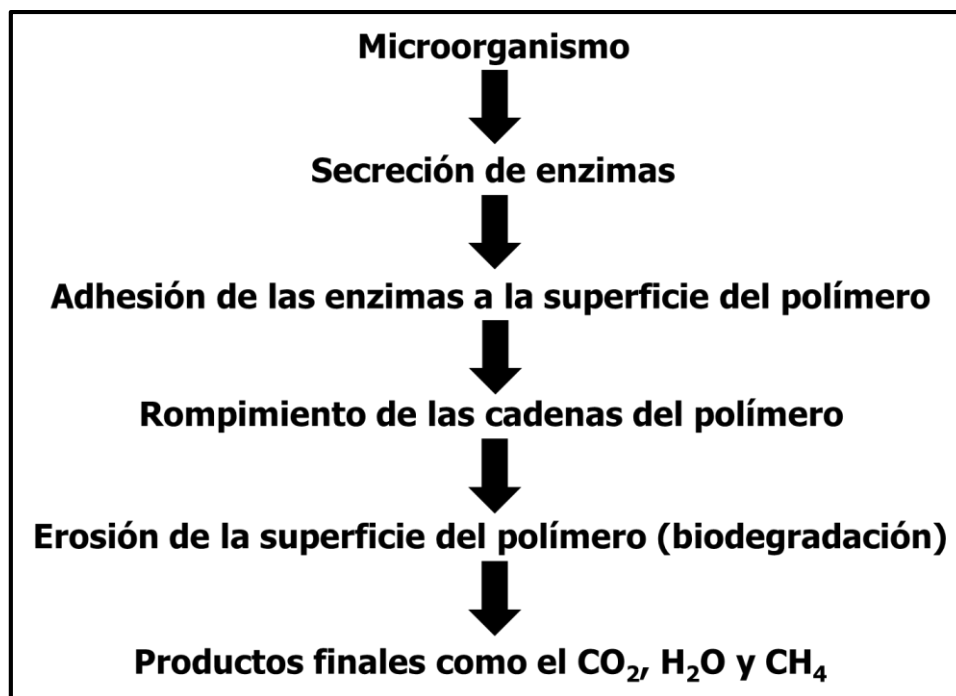 Microorganismo
Secreción de enzimas
Adhesión de las enzimas a la superficie del polímero
Rompimiento de las cadenas del polímero
Erosión de la superficie del polímero (biodegradación)
Productos finales como el CO₂, H₂O y CH₄